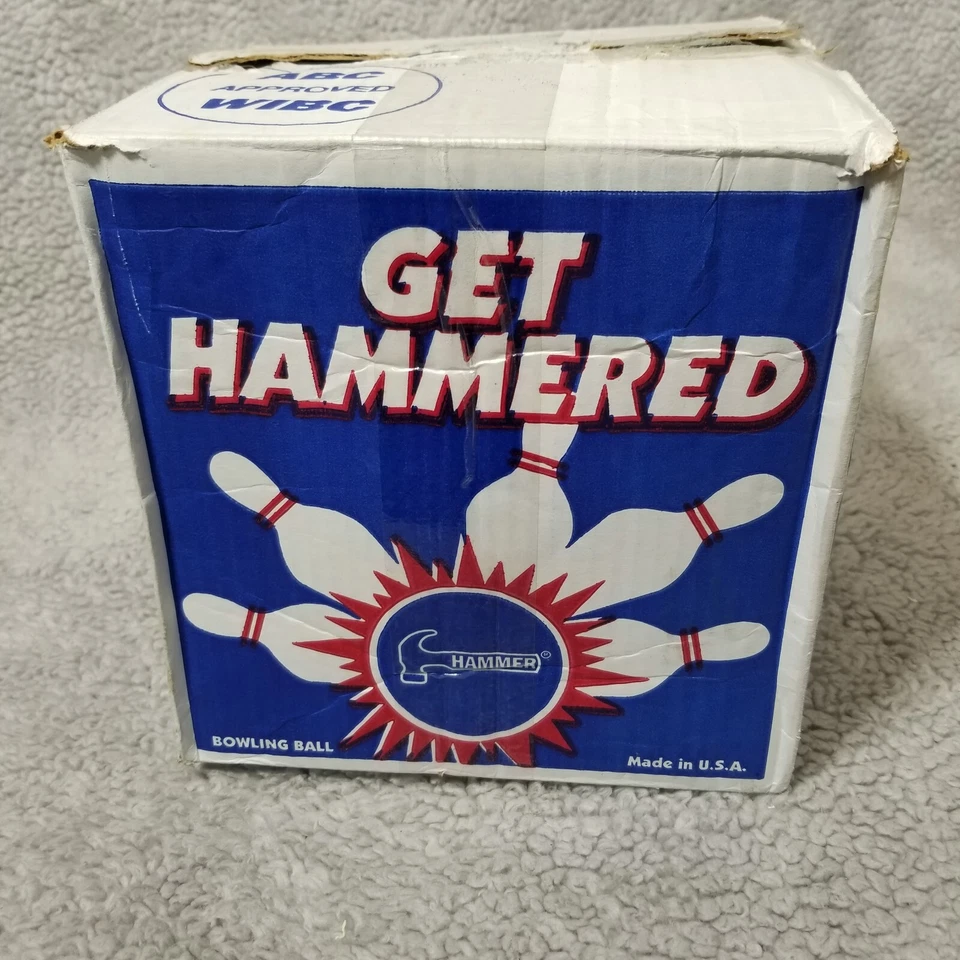 ABC
APPROVED
WIBC
GET
HAMMERED
HAMMER®
BOWLING BALL
Made in U.S.A.